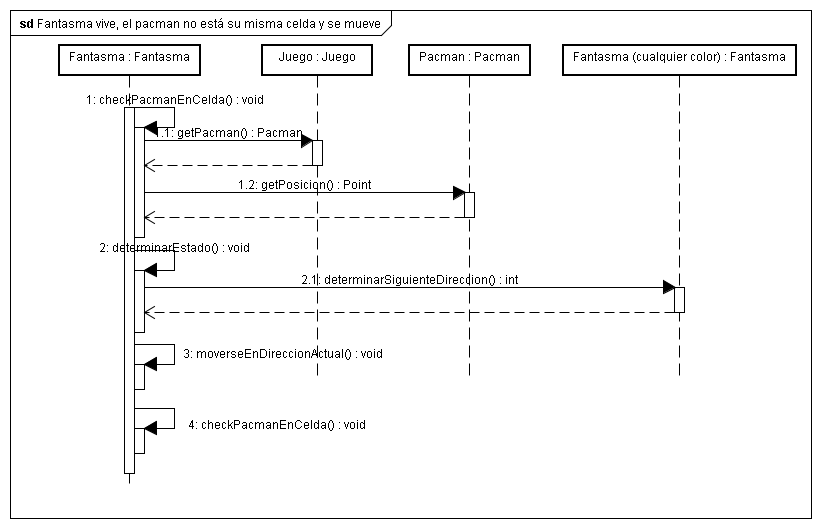 sd Fantasma vive, el pacman no está su misma celda y se mueve
Fantasma : Fantasma
Juego : Juego
Pacman : Pacman
Fantasma (cualquier color) : Fantasma
1: checkPacmanEnCelda() : void
.1: getPacman() : Pacman
1.2: getPosicion() : Point
2: determinarEstado() : void
2.1: determinarSiguienteDireccion() : int
3: moverseEnDireccionActual() : void
4: checkPacmanEnCelda() : void